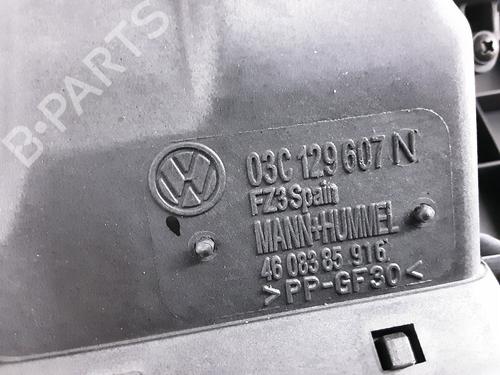 B-PARTS
03C 129 607 N
FZ3 Spain
MANN+HUMMEL
46 083 85 916
>PP-GF30<